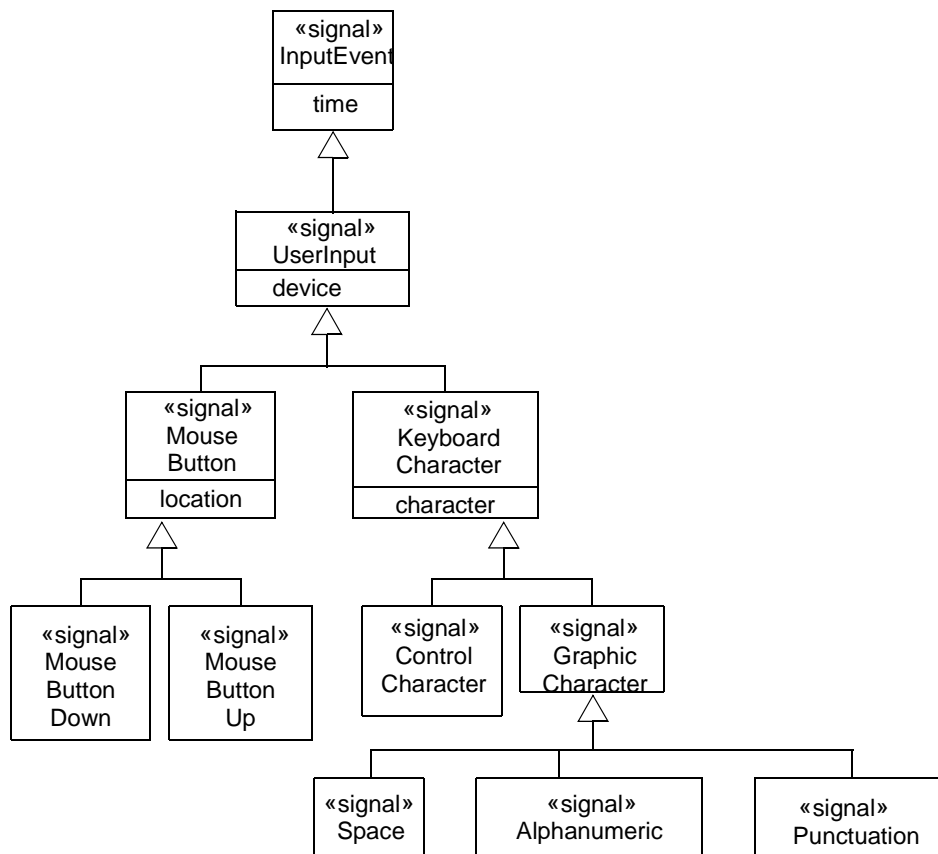 «signal»
InputEvent
time
«signal»
UserInput
device
«signal»
Mouse
Button
location
«signal»
Keyboard
Character
character
«signal»
Mouse
Button
Down
«signal»
Mouse
Button
Up
«signal»
Control
Character
«signal»
Graphic
Character
«signal»
Space
«signal»
Alphanumeric
«signal»
Punctuation